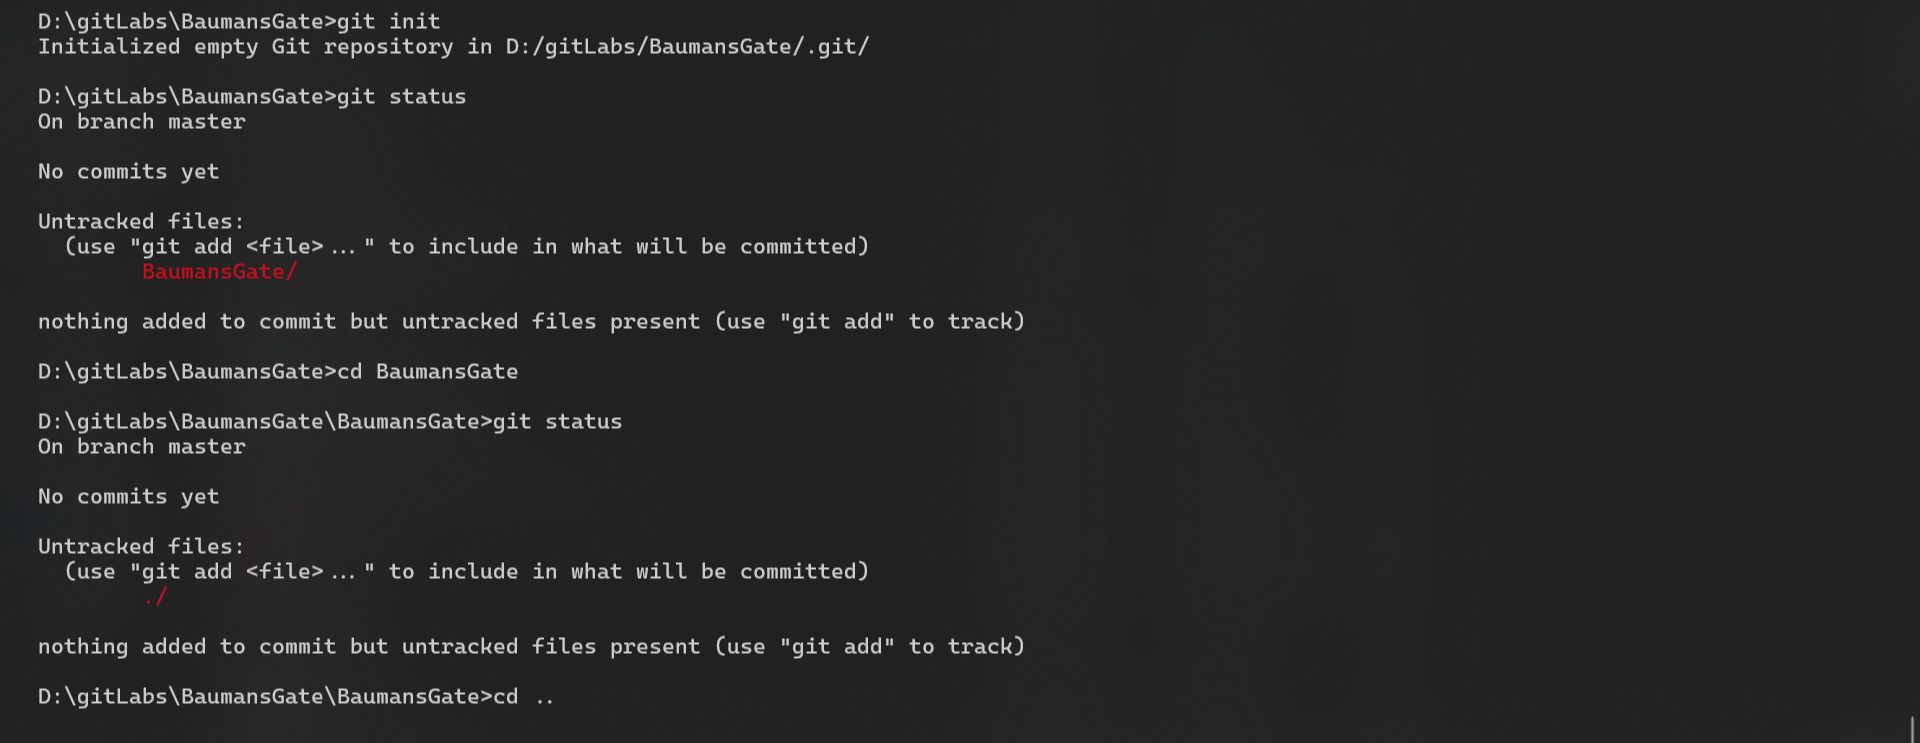 D:\gitLabs\BaumansGate>git init
Initialized empty Git repository in D:/gitLabs/BaumansGate/.git/
D:\gitLabs\BaumansGate>git status
On branch master
No commits yet
Untracked files:
  (use "git add <file>..." to include in what will be committed)
        BaumansGate/
nothing added to commit but untracked files present (use "git add" to track)
D:\gitLabs\BaumansGate>cd BaumansGate
D:\gitLabs\BaumansGate\BaumansGate>git status
On branch master
No commits yet
Untracked files:
  (use "git add <file>..." to include in what will be committed)
        ./
nothing added to commit but untracked files present (use "git add" to track)
D:\gitLabs\BaumansGate\BaumansGate>cd ..